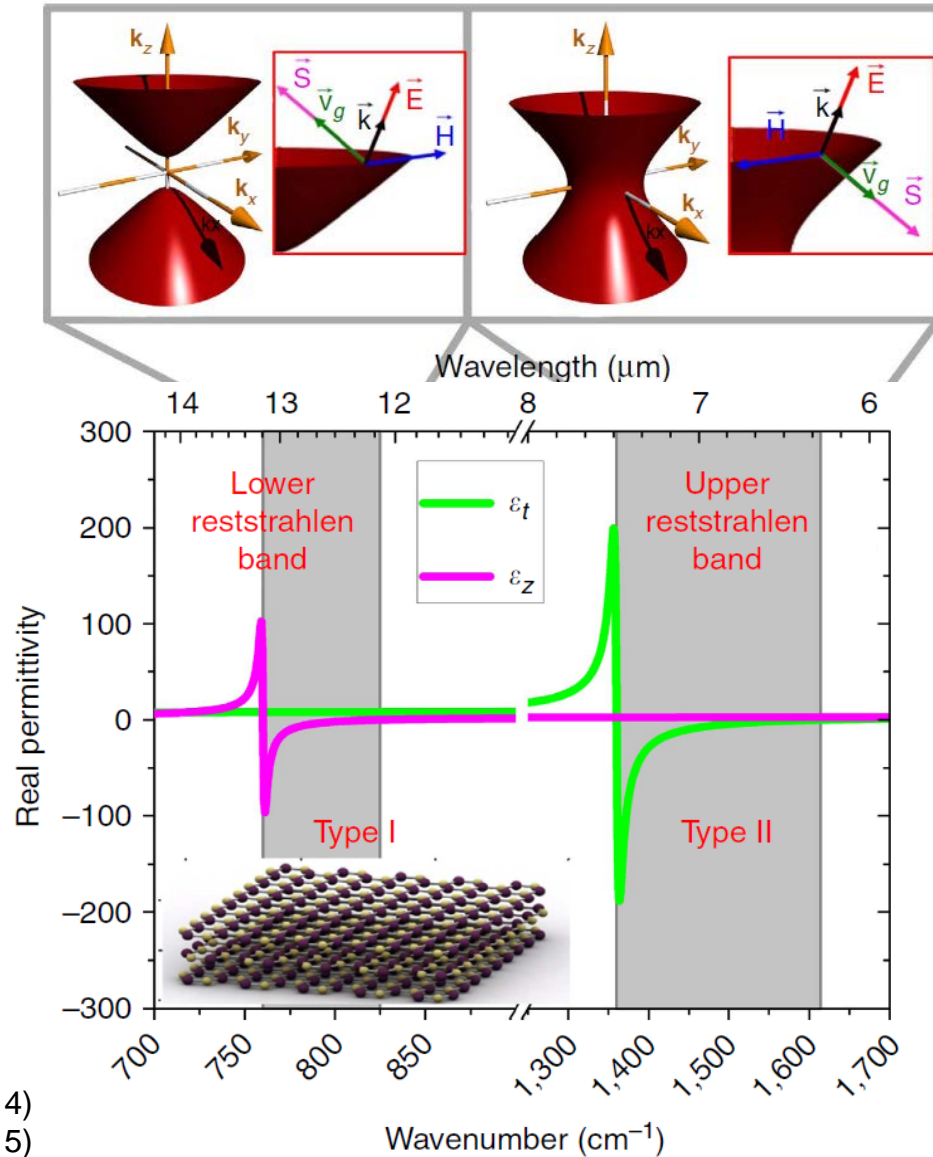 k_z
k_y
k_x
kx
S
v_g
k
E
H
k_z
k_y
k_x
kx
H
k
E
v_g
S
Wavelength (μm)
14 13 12 8 7 6
300
200
100
0
−100
−200
−300
Real permittivity
Lower
reststrahlen
band
ε_t
ε_z
Upper
reststrahlen
band
Type I
Type II
700 750 800 850 1,300 1,400 1,500 1,600 1,700
4)
5)
Wavenumber (cm⁻¹)